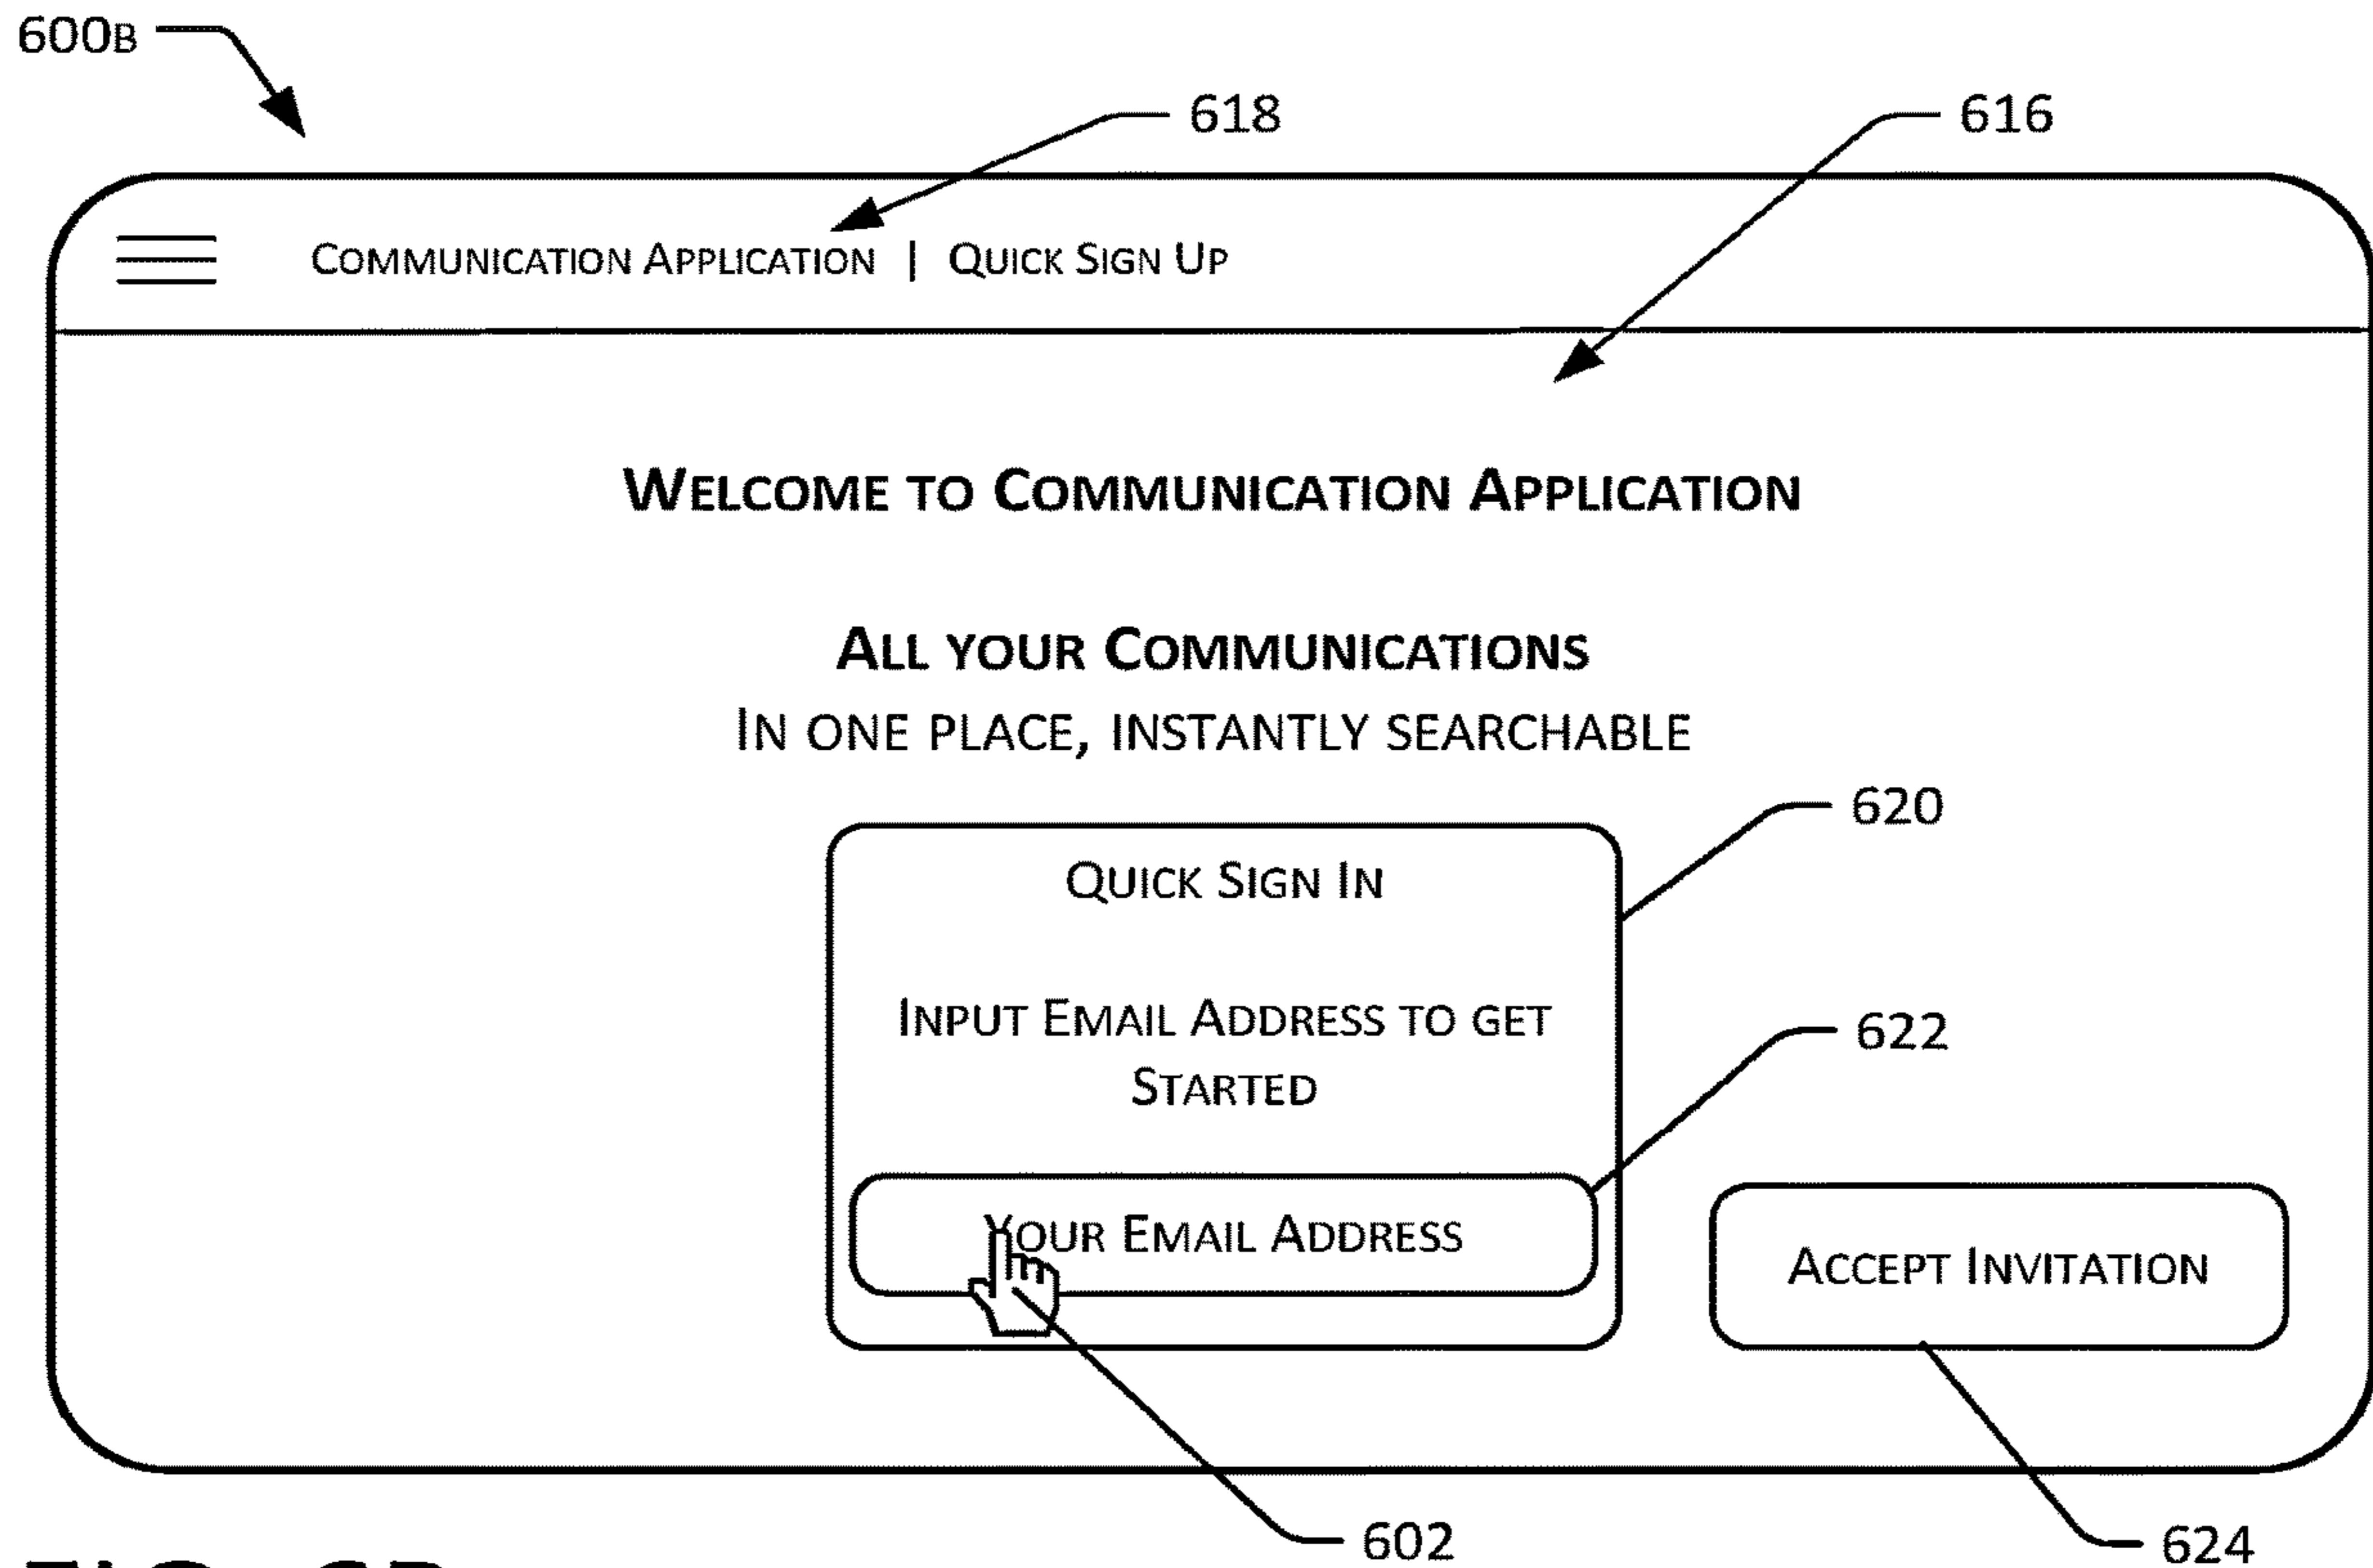 600B
618
616
COMMUNICATION APPLICATION | QUICK SIGN UP
WELCOME TO COMMUNICATION APPLICATION
ALL YOUR COMMUNICATIONS
IN ONE PLACE, INSTANTLY SEARCHABLE
620
QUICK SIGN IN
INPUT EMAIL ADDRESS TO GET
STARTED
622
YOUR EMAIL ADDRESS
ACCEPT INVITATION
602
624